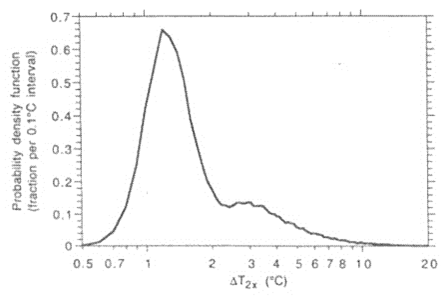 Probability density function
(fraction per 0.1°C interval)
0.7
0.6
0.5
0.4
0.3
0.2
0.1
0
0.5 0.7 1 2 3 4 5 6 7 8 10 20
ΔT2x (°C)